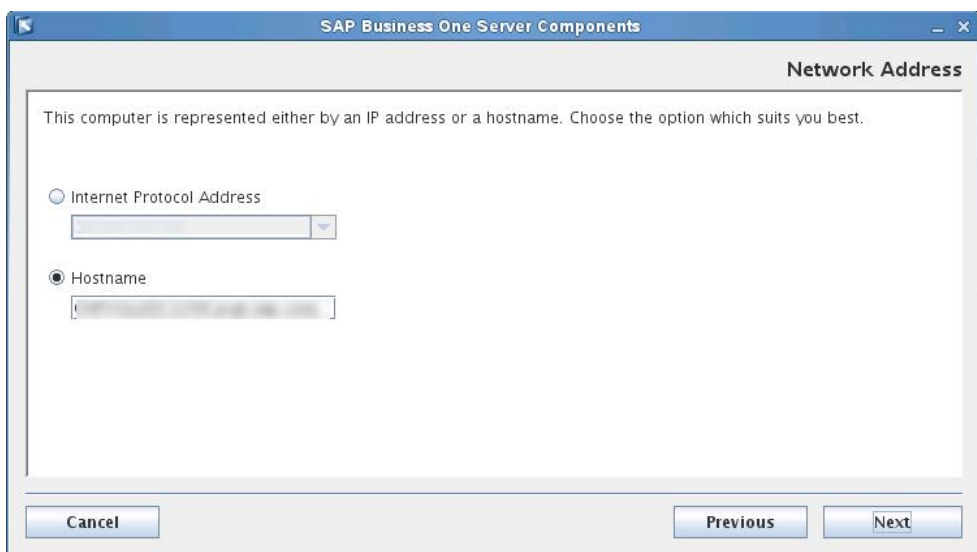 SAP Business One Server Components
Network Address
This computer is represented either by an IP address or a hostname. Choose the option which suits you best.
Internet Protocol Address
Hostname
Cancel
Previous
Next